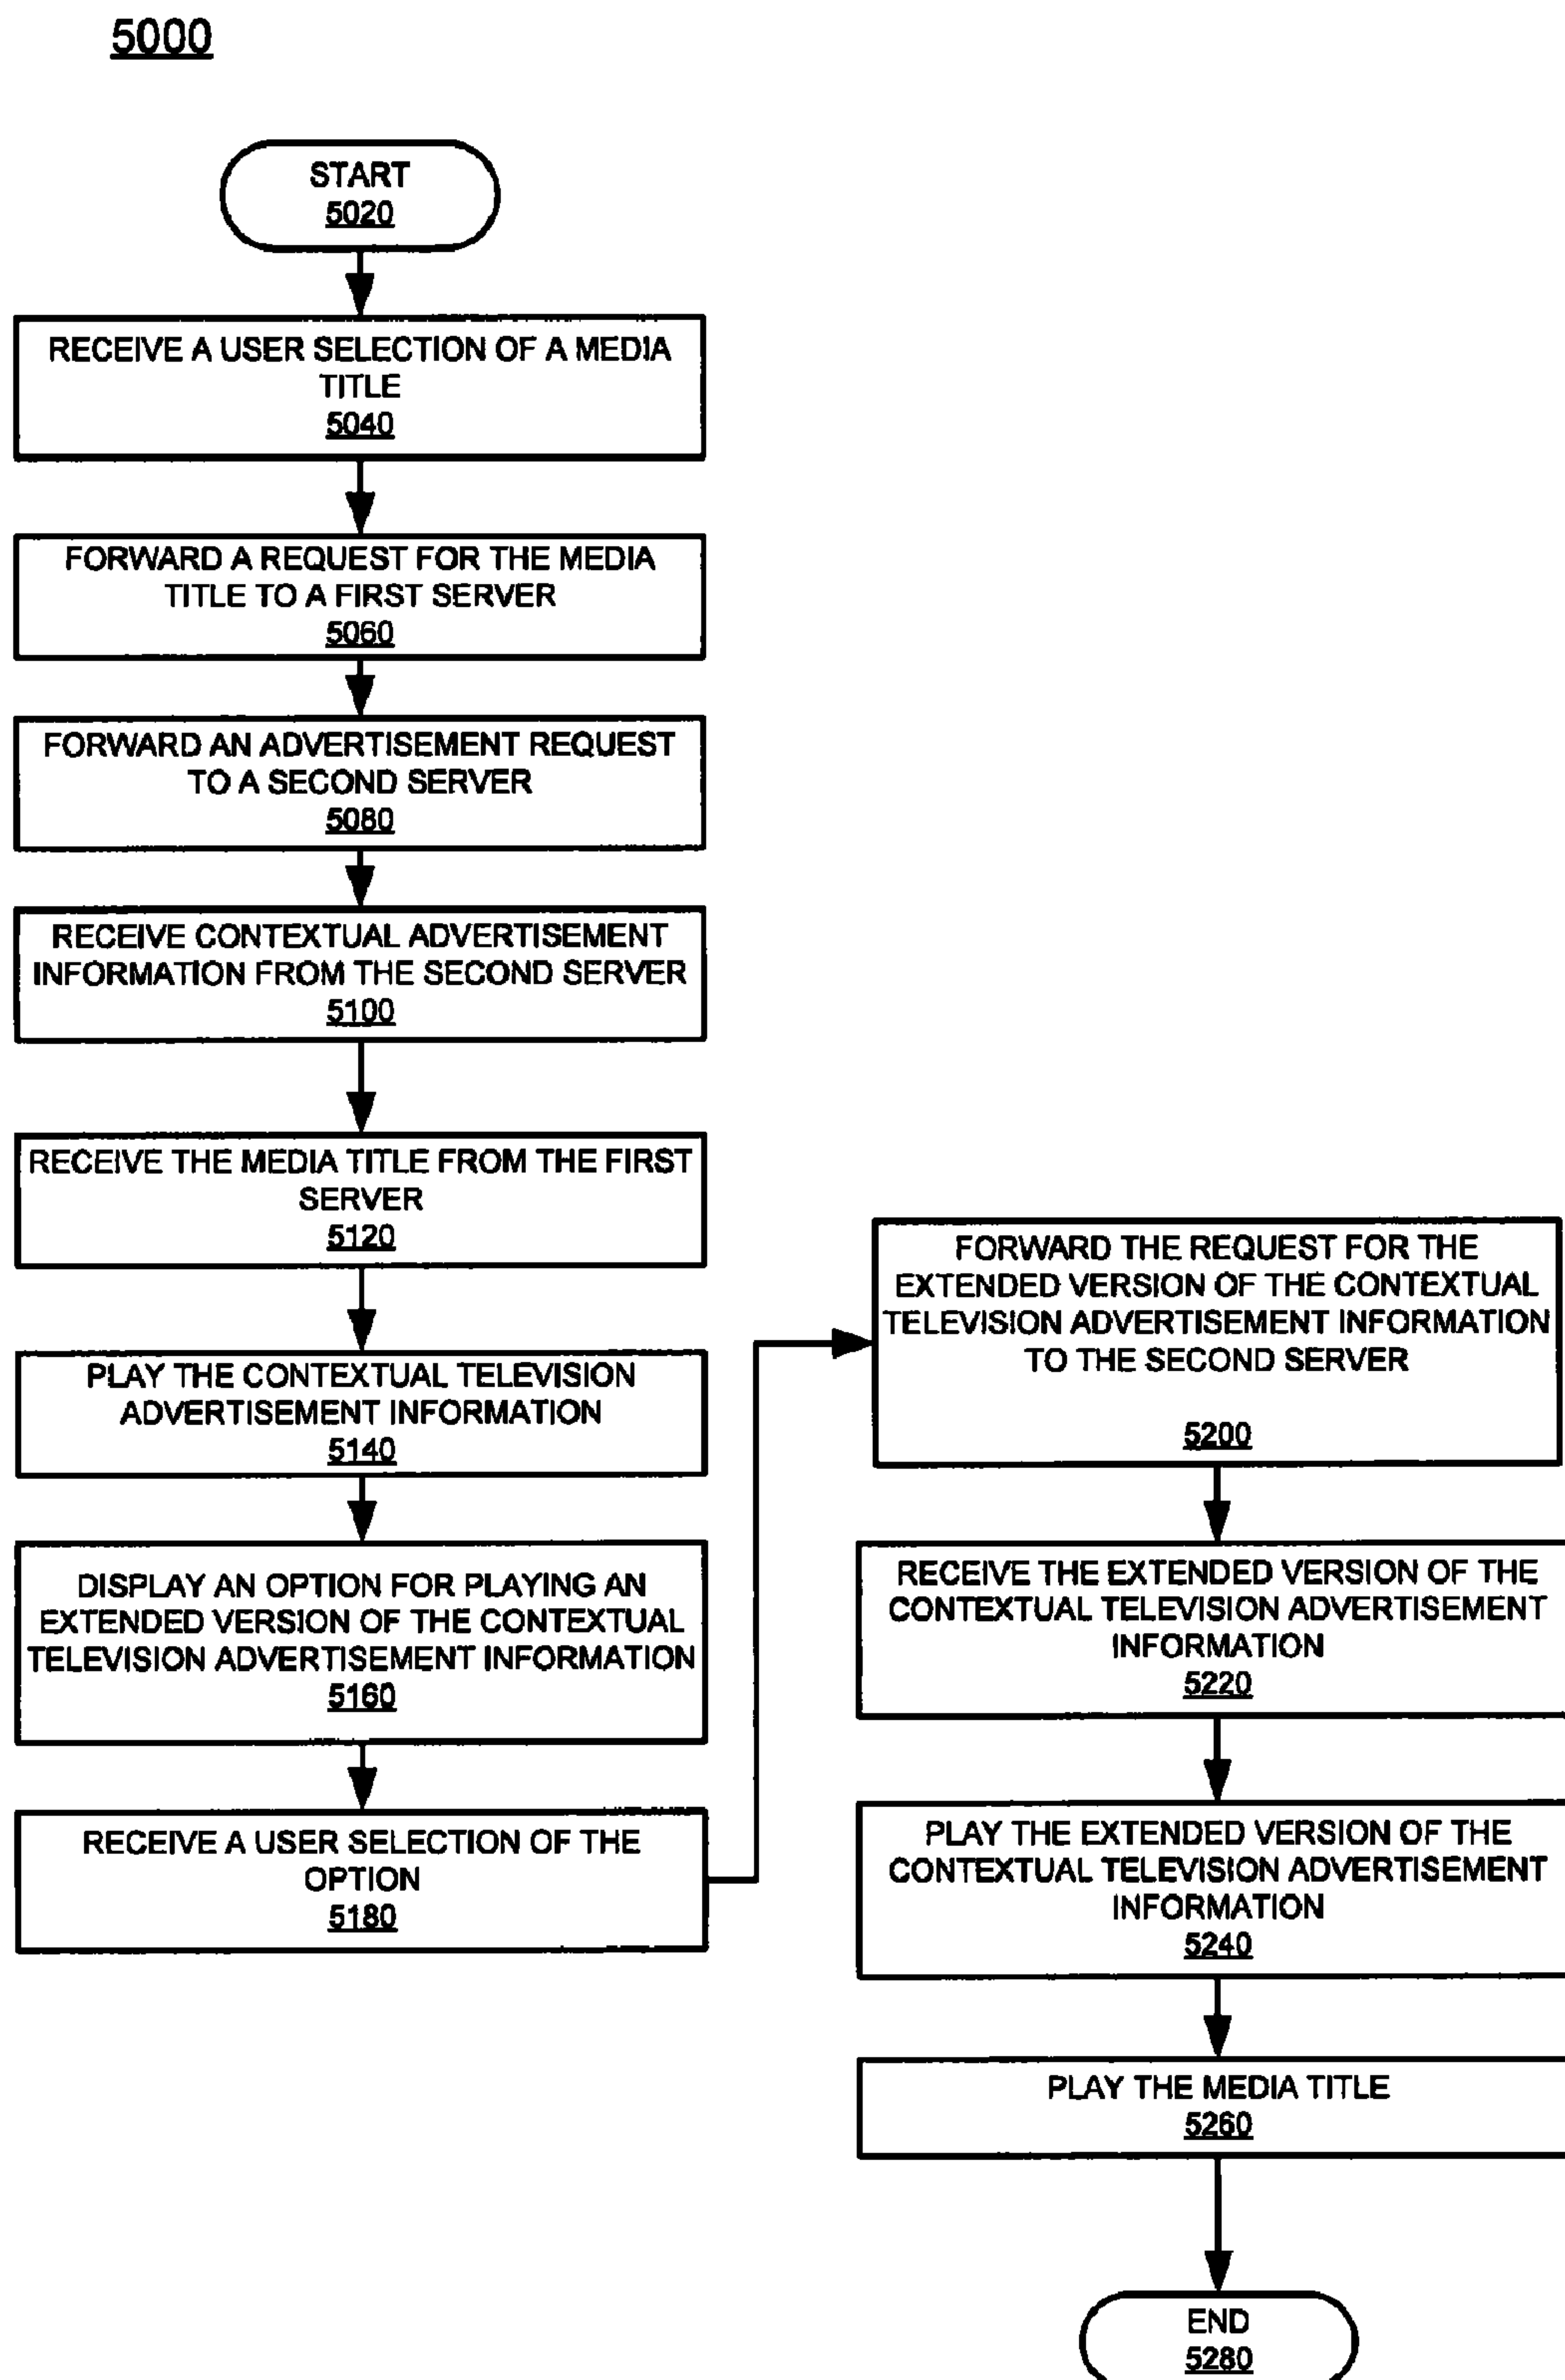 5000
START
5020
RECEIVE A USER SELECTION OF A MEDIA
TITLE
5040
FORWARD A REQUEST FOR THE MEDIA
TITLE TO A FIRST SERVER
5060
FORWARD AN ADVERTISEMENT REQUEST
TO A SECOND SERVER
5080
RECEIVE CONTEXTUAL ADVERTISEMENT
INFORMATION FROM THE SECOND SERVER
5100
RECEIVE THE MEDIA TITLE FROM THE FIRST
SERVER
5120
PLAY THE CONTEXTUAL TELEVISION
ADVERTISEMENT INFORMATION
5140
DISPLAY AN OPTION FOR PLAYING AN
EXTENDED VERSION OF THE CONTEXTUAL
TELEVISION ADVERTISEMENT INFORMATION
5160
RECEIVE A USER SELECTION OF THE
OPTION
5180
FORWARD THE REQUEST FOR THE
EXTENDED VERSION OF THE CONTEXTUAL
TELEVISION ADVERTISEMENT INFORMATION
TO THE SECOND SERVER
5200
RECEIVE THE EXTENDED VERSION OF THE
CONTEXTUAL TELEVISION ADVERTISEMENT
INFORMATION
5220
PLAY THE EXTENDED VERSION OF THE
CONTEXTUAL TELEVISION ADVERTISEMENT
INFORMATION
5240
PLAY THE MEDIA TITLE
5260
END
5280